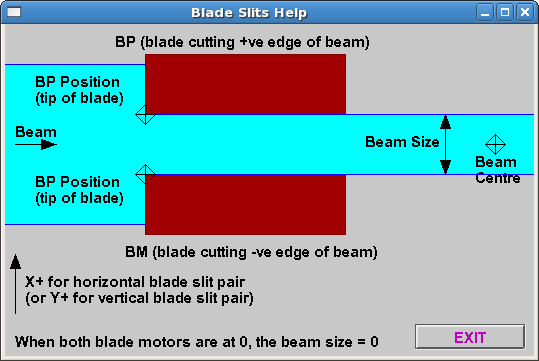 Blade Slits Help
BP (blade cutting +ve edge of beam)
BP Position
(tip of blade)
Beam
Beam Size
BP Position
(tip of blade)
Beam
Centre
BM (blade cutting -ve edge of beam)
X+ for horizontal blade slit pair
(or Y+ for vertical blade slit pair)
When both blade motors are at 0, the beam size = 0
EXIT